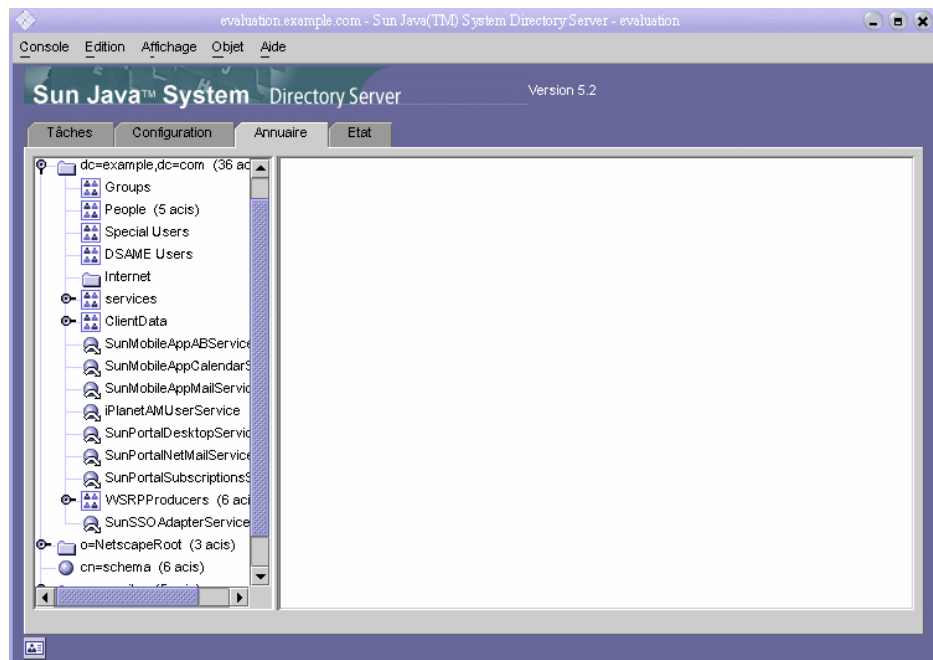 evaluation.example.com - Sun Java(TM) System Directory Server - evaluation
Console Edition Affichage Objet Aide
Sun Java™ System Directory Server Version 5.2
Tâches Configuration Annuaire Etat
dc=example,dc=com (36 ac
Groups
People (5 acis)
Special Users
DSAME Users
Internet
services
ClientData
SunMobileAppABService
SunMobileAppCalendarS
SunMobileAppMailServic
iPlanetAMUserService
SunPortalDesktopServic
SunPortalNetMailService
SunPortalSubscriptionsS
WSRPProducers (6 aci
SunSSOAdapterService
o=NetscapeRoot (3 acis)
cn=schema (6 acis)